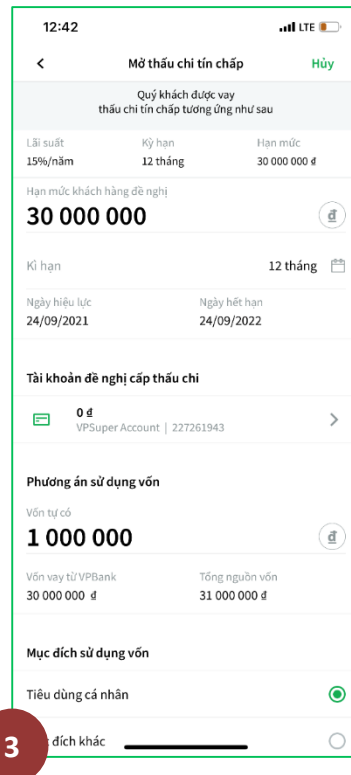 12:42 LTE
Mở thấu chi tín chấp Hủy
Quý khách được vay
thấu chi tín chấp tương ứng như sau
Lãi suất Kỳ hạn Hạn mức
15%/năm 12 tháng 30 000 000 đ
Hạn mức khách hàng đề nghị
30 000 000 đ
Kì hạn 12 tháng
Ngày hiệu lực Ngày hết hạn
24/09/2021 24/09/2022
Tài khoản đề nghị cấp thấu chi
0 đ
VPSuper Account | 227261943
Phương án sử dụng vốn
Vốn tự có
1 000 000 đ
Vốn vay từ VPBank Tổng nguồn vốn
30 000 000 đ 31 000 000 đ
Mục đích sử dụng vốn
Tiêu dùng cá nhân
đích khác
3